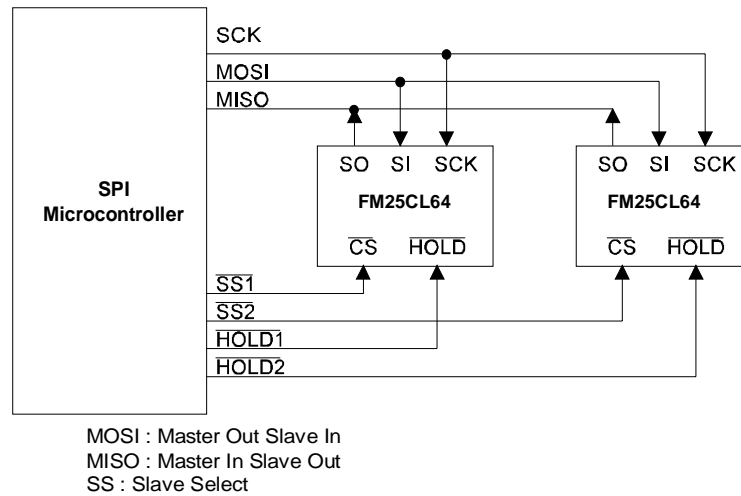 SCK
MOSI
MISO
SO SI SCK
SO SI SCK
SPI
Microcontroller
FM25CL64
FM25CL64
CS HOLD
CS HOLD
SS1
SS2
HOLD1
HOLD2
MOSI : Master Out Slave In
MISO : Master In Slave Out
SS : Slave Select